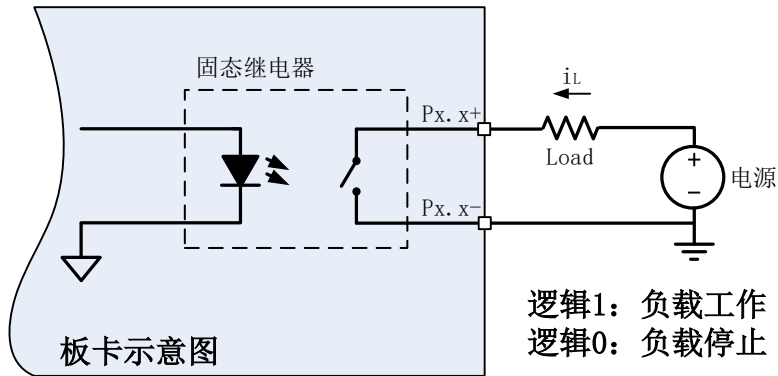 固态继电器
Px.x+
iL
Load
+
-
电源
Px.x-
逻辑1：负载工作
逻辑0：负载停止
板卡示意图